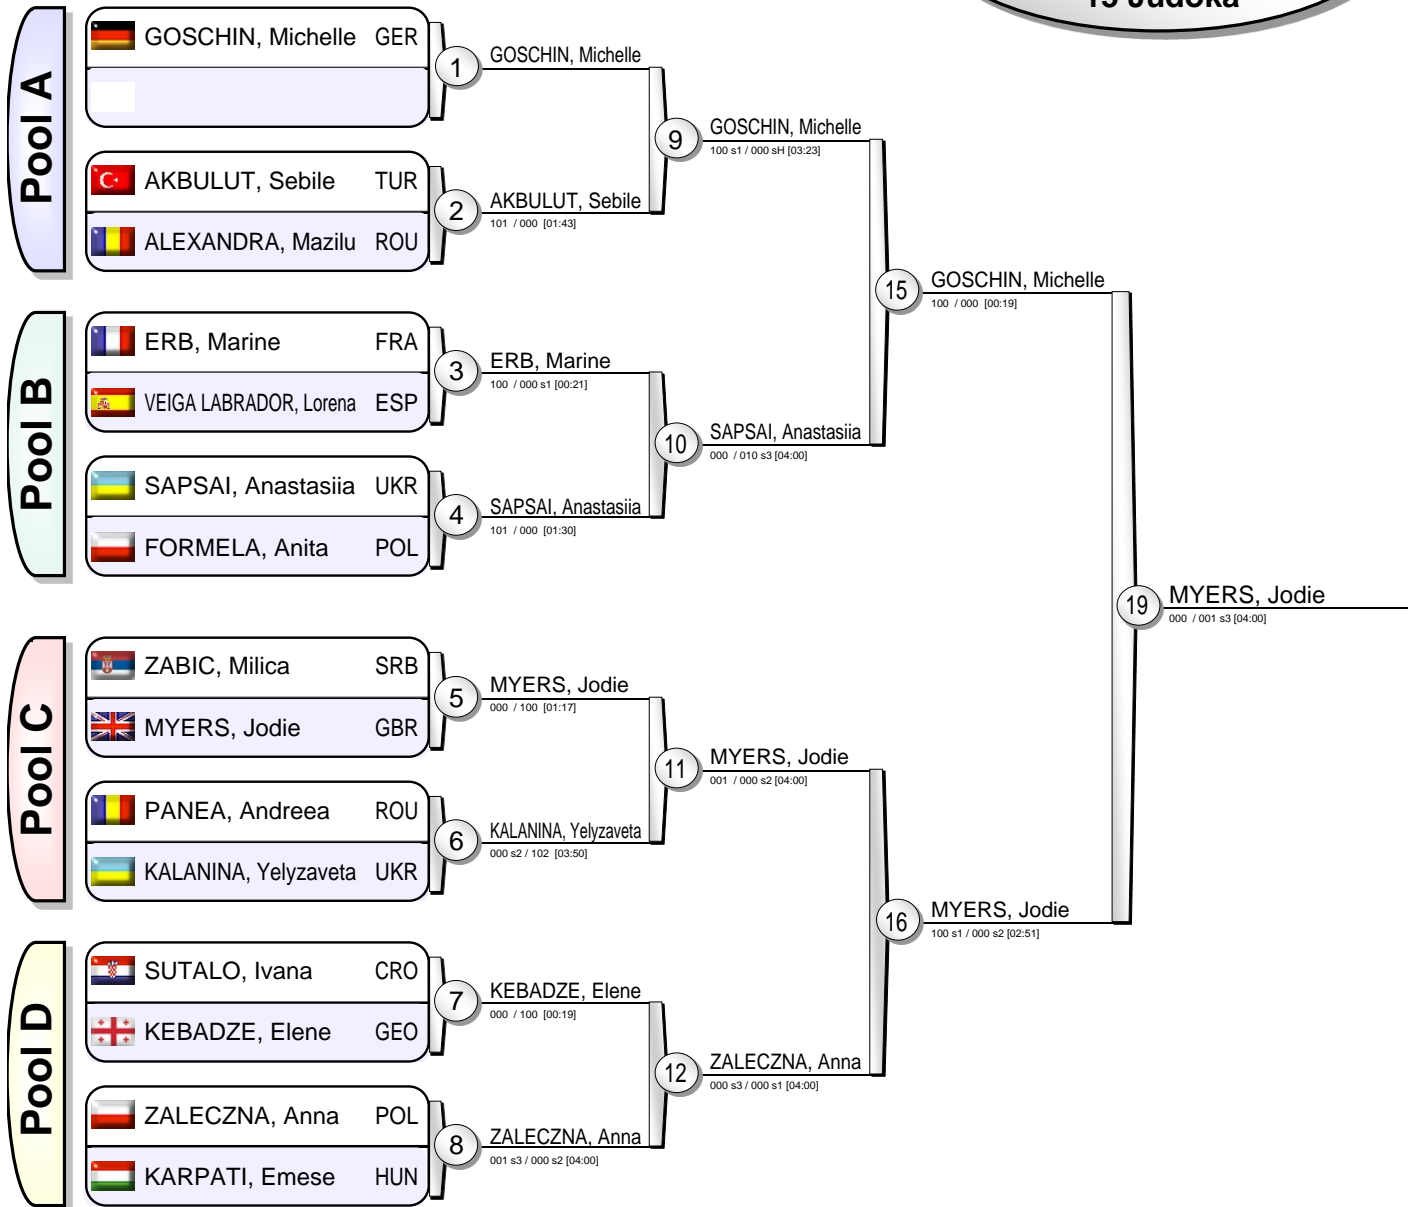 15 Judoka
Pool A
GOSCHIN, Michelle GER
AKBULUT, Sebile TUR
ALEXANDRA, Mazilu ROU
Pool B
ERB, Marine FRA
VEIGA LABRADOR, Lorena ESP
SAPSAI, Anastasiia UKR
FORMELA, Anita POL
Pool C
ZABIC, Milica SRB
MYERS, Jodie GBR
PANEA, Andreea ROU
KALANINA, Yelyzaveta UKR
Pool D
SUTALO, Ivana CRO
KEBADZE, Elene GEO
ZALECZNA, Anna POL
KARPATI, Emese HUN
1 GOSCHIN, Michelle
2 AKBULUT, Sebile
101 / 000 [01:43]
3 ERB, Marine
100 / 000 s1 [00:21]
4 SAPSAI, Anastasiia
101 / 000 [01:30]
5 MYERS, Jodie
000 / 100 [01:17]
6 KALANINA, Yelyzaveta
000 s2 / 102 [03:50]
7 KEBADZE, Elene
000 / 100 [00:19]
8 ZALECZNA, Anna
001 s3 / 000 s2 [04:00]
9 GOSCHIN, Michelle
100 s1 / 000 sH [03:23]
10 SAPSAI, Anastasiia
000 / 010 s3 [04:00]
11 MYERS, Jodie
001 / 000 s2 [04:00]
12 ZALECZNA, Anna
000 s3 / 000 s1 [04:00]
15 GOSCHIN, Michelle
100 / 000 [00:19]
16 MYERS, Jodie
100 s1 / 000 s2 [02:51]
19 MYERS, Jodie
000 / 001 s3 [04:00]